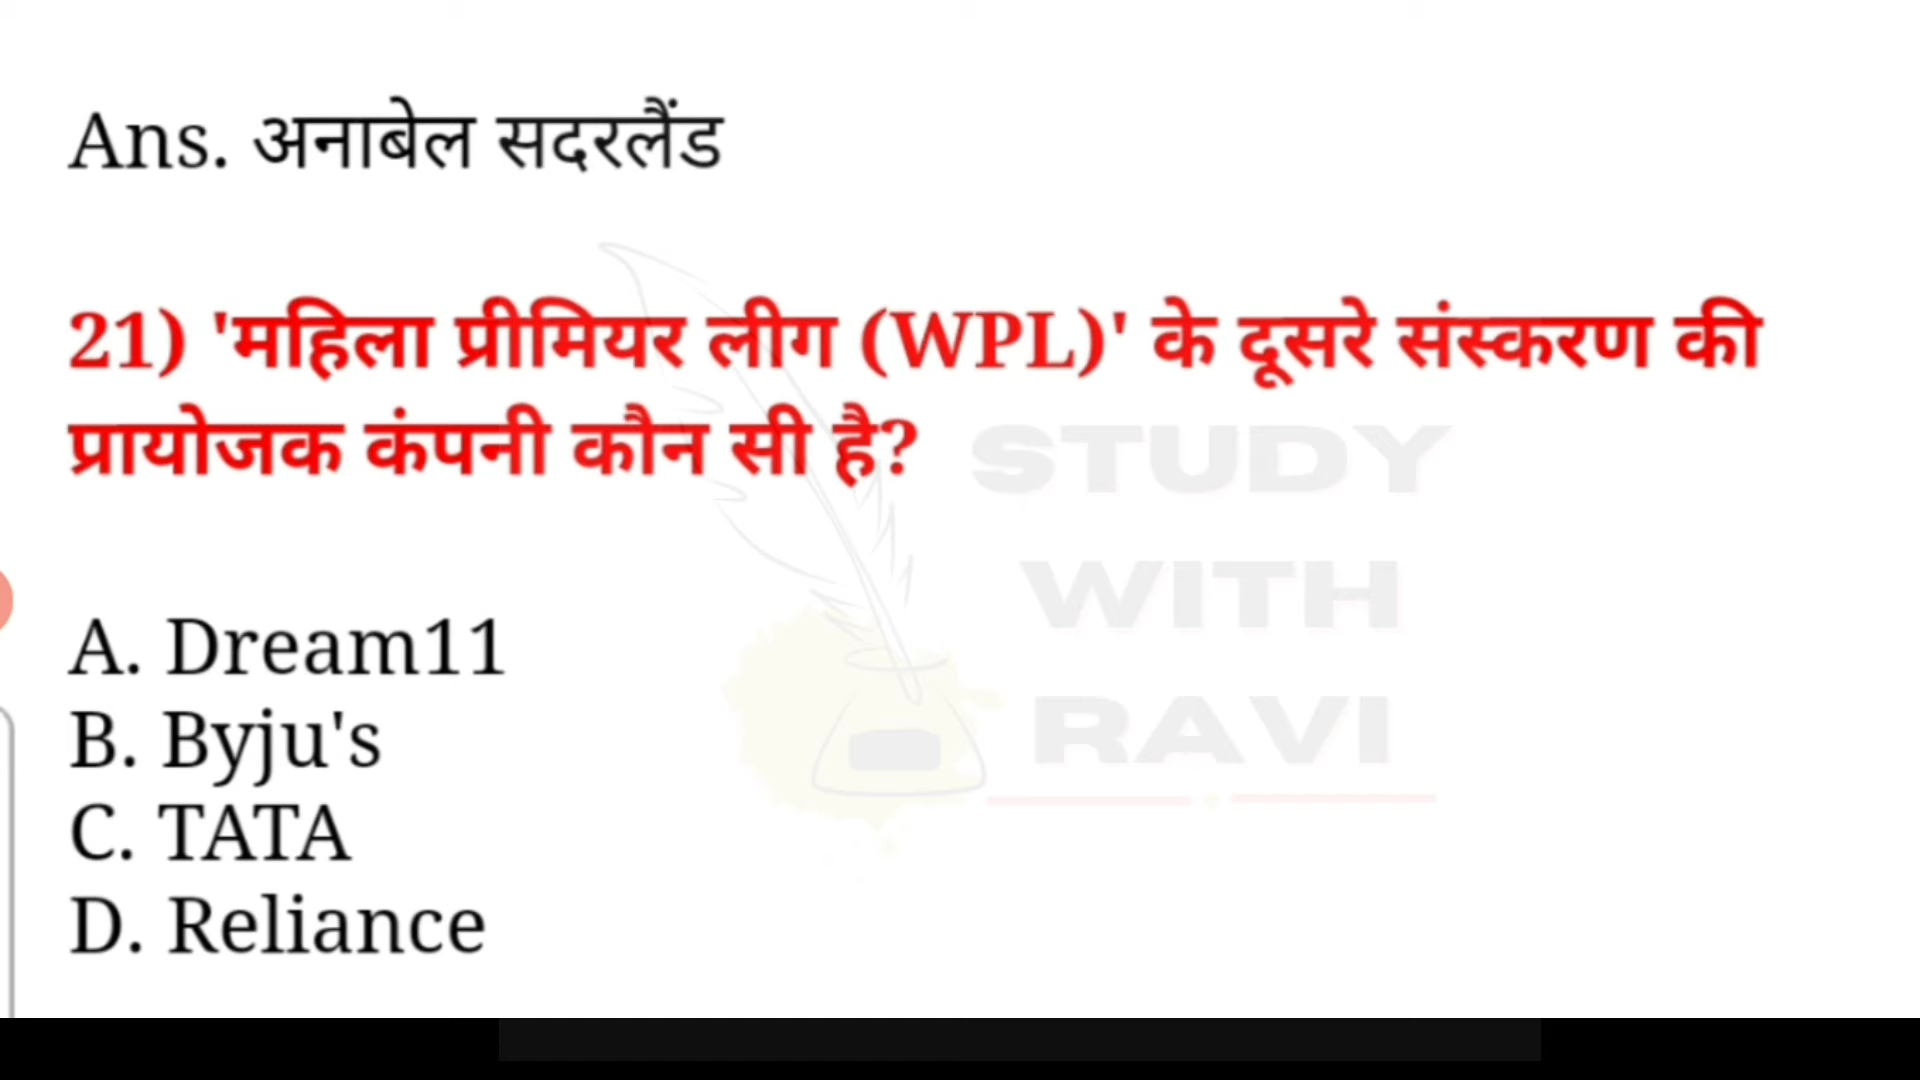 Ans. अनाबेल सदरलैंड
21) 'महिला प्रीमियर लीग (WPL)' के दूसरे संस्करण की
प्रायोजक कंपनी कौन सी है?
STUDY
WITH
RAVI
A. Dream11
B. Byju's
C. TATA
D. Reliance